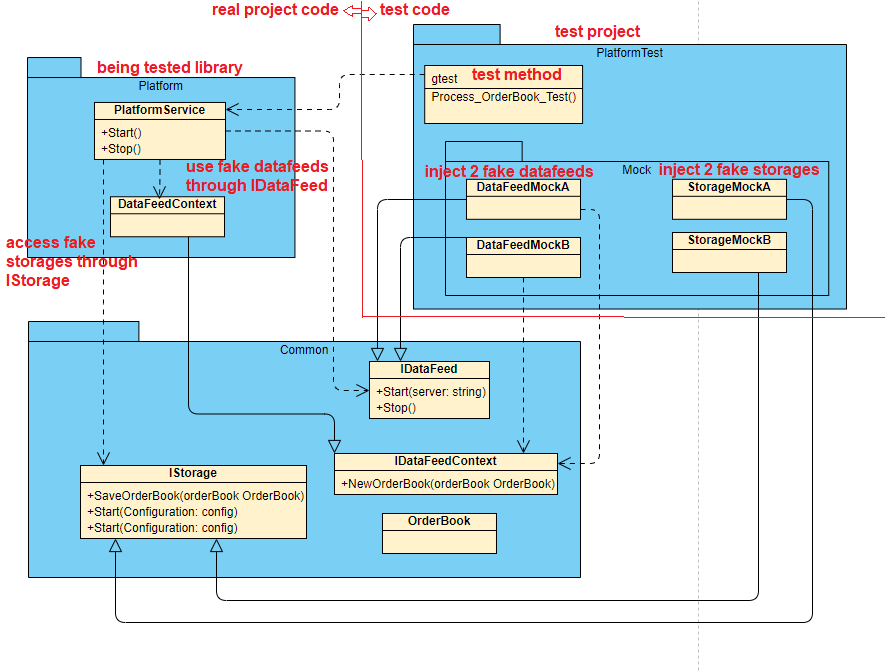 real project code
test code
test project
PlatformTest
being tested library
Platform
gtest
test method
Process_OrderBook_Test()
PlatformService
+Start()
+Stop()
use fake datafeeds
through IDataFeed
Mock
inject 2 fake datafeeds
inject 2 fake storages
DataFeedMockA
StorageMockA
DataFeedContext
DataFeedMockB
StorageMockB
access fake
storages through
IStorage
Common
IDataFeed
+Start(server: string)
+Stop()
IDataFeedContext
+NewOrderBook(orderBook OrderBook)
IStorage
+SaveOrderBook(orderBook OrderBook)
+Start(Configuration: config)
+Start(Configuration: config)
OrderBook